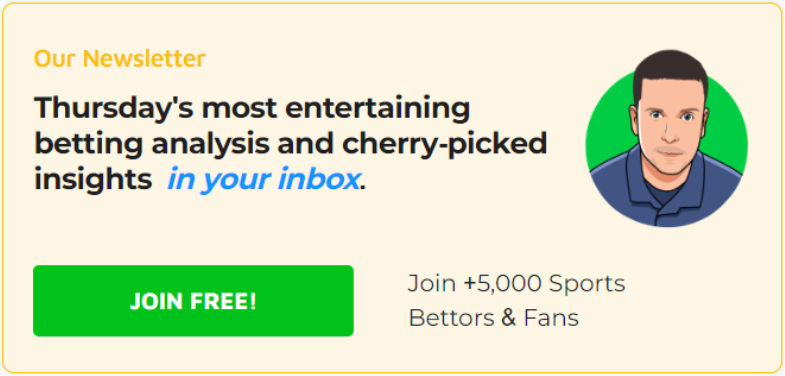 Our Newsletter
Thursday's most entertaining
betting analysis and cherry-picked
insights in your inbox.
JOIN FREE!
Join +5,000 Sports
Bettors & Fans